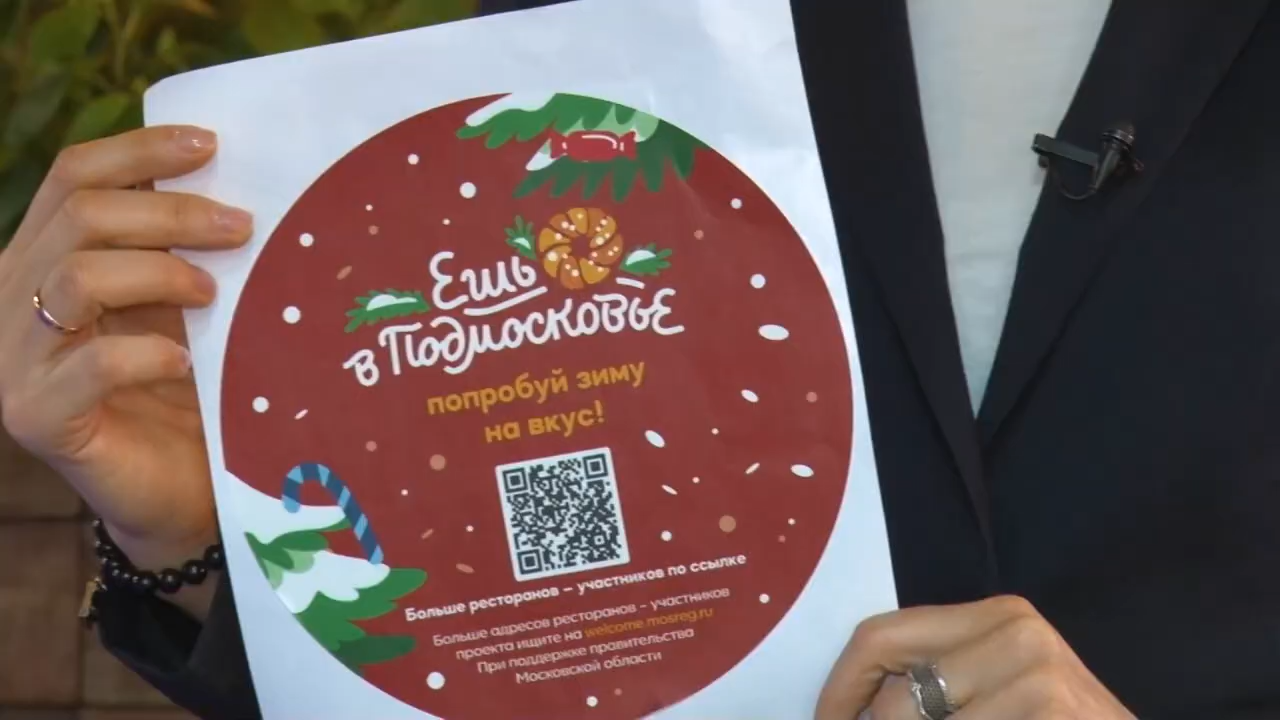 Ешь
в Подмосковье
попробуй зиму
на вкус!
Больше ресторанов – участников по ссылке
Больше адресов ресторанов – участников
проекта ищите на welcome.mosreg.ru
При поддержке правительства
Московской области